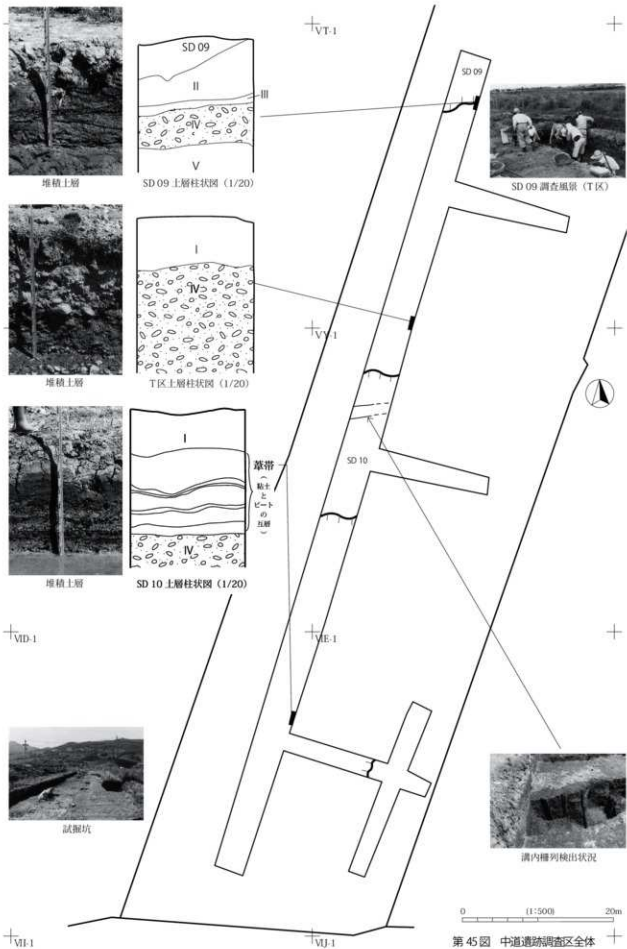 SD 09
II
III
IV
V
堆積土層
SD 09 土層柱状図 (1/20)
VT-1
SD 09
SD 09 調査風景 (T区)
I
IV
堆積土層
T区土層柱状図 (1/20)
VY-1
I
葦帯
(粘土とピートの互層)
IV
堆積土層
SD 10 土層柱状図 (1/20)
SD 10
VID-1
VIE-1
試掘坑
溝内柵列検出状況
0 (1:500) 20m
VII-1
VIJ-1
第45図 中道遺跡調査区全体